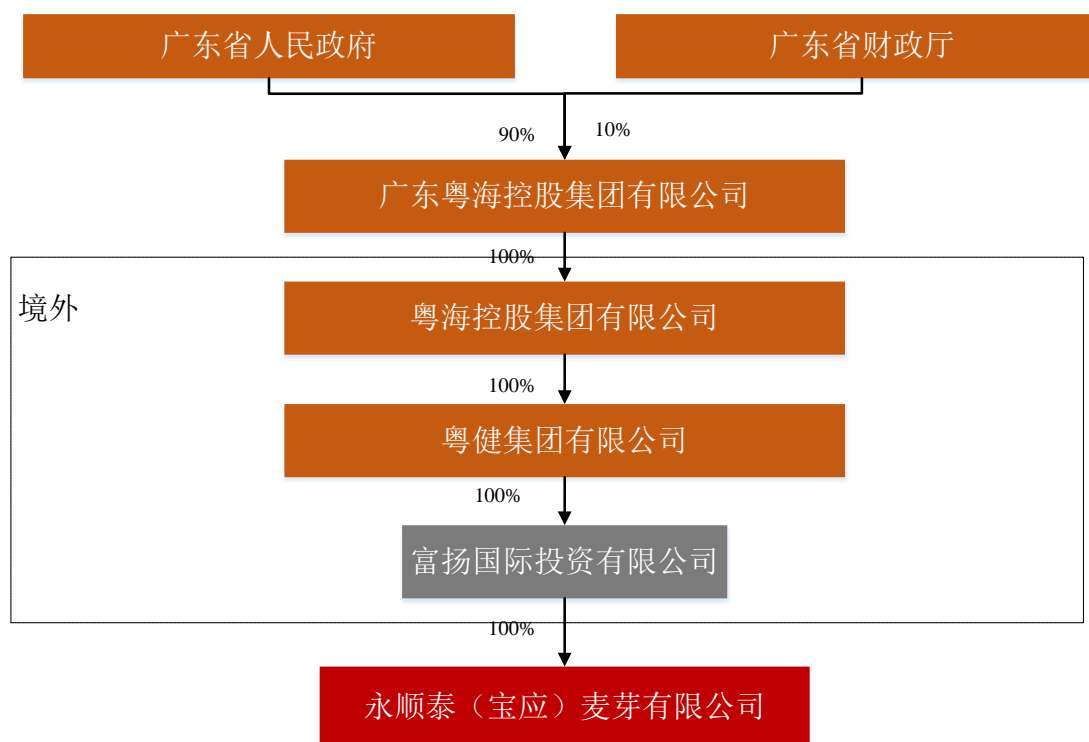 广东省人民政府
广东省财政厅
90%
10%
广东粤海控股集团有限公司
100%
境外
粤海控股集团有限公司
100%
粤健集团有限公司
100%
富扬国际投资有限公司
100%
永顺泰（宝应）麦芽有限公司